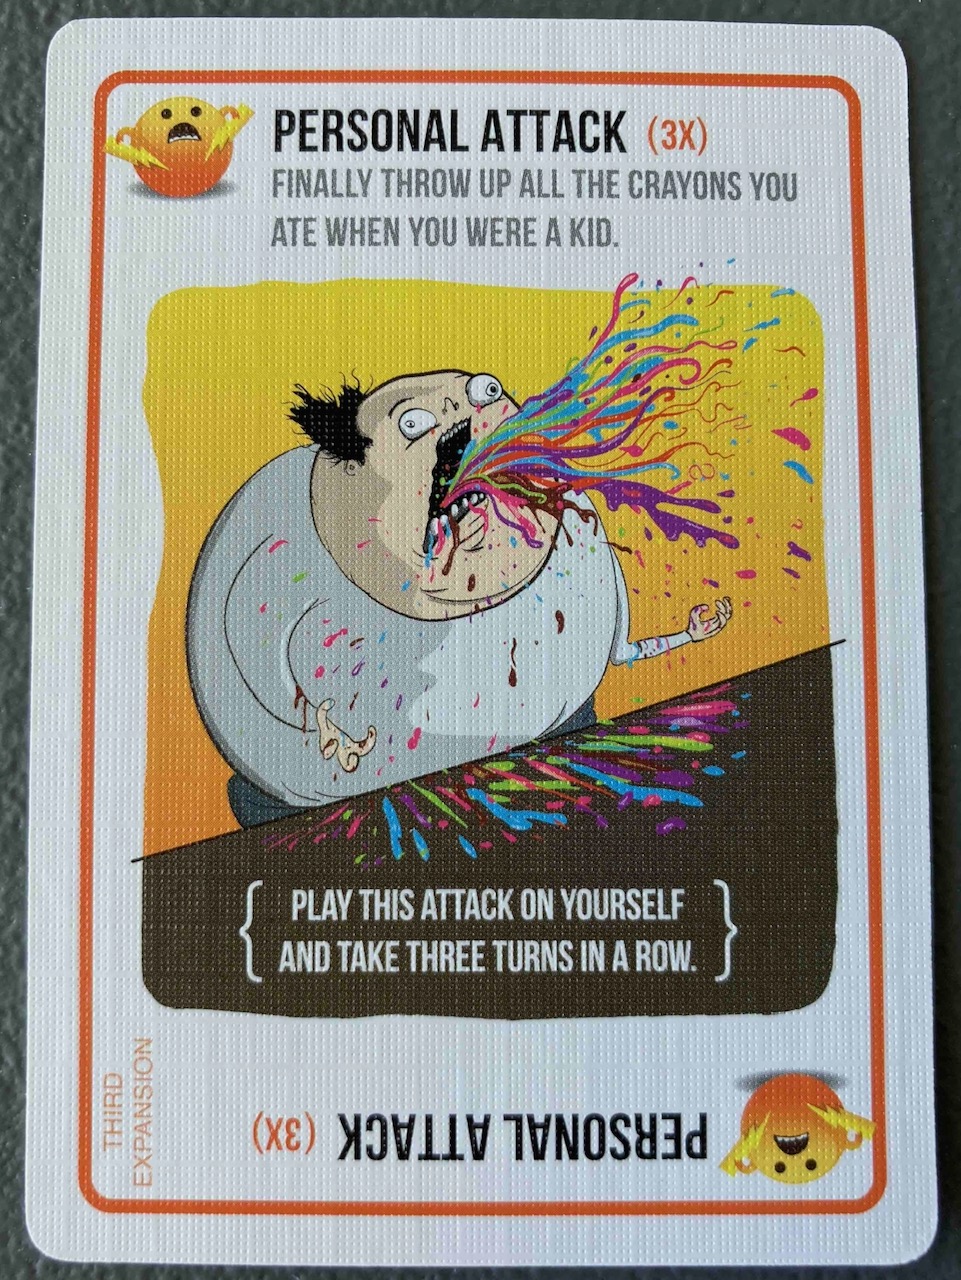 PERSONAL ATTACK (3X)
FINALLY THROW UP ALL THE CRAYONS YOU
ATE WHEN YOU WERE A KID.
PLAY THIS ATTACK ON YOURSELF
AND TAKE THREE TURNS IN A ROW.
THIRD
EXPANSION
PERSONAL ATTACK (3X)